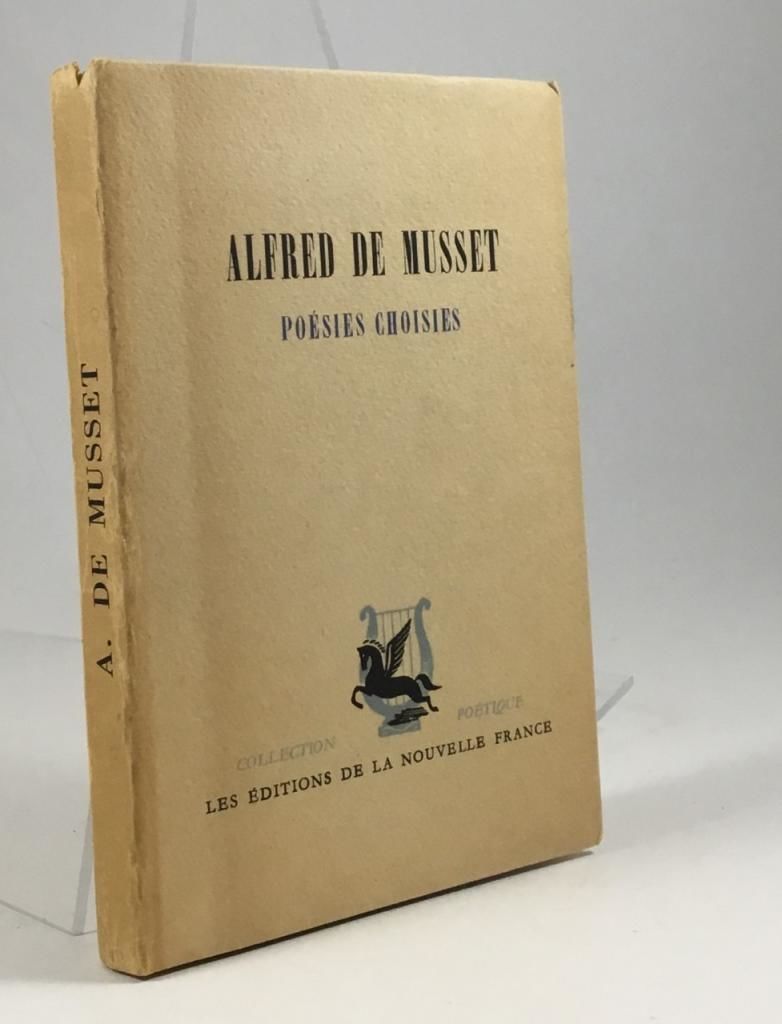 ALFRED DE MUSSET
POÉSIES CHOISIES
COLLECTION POÉTIQUE
LES ÉDITIONS DE LA NOUVELLE FRANCE
A. DE MUSSET